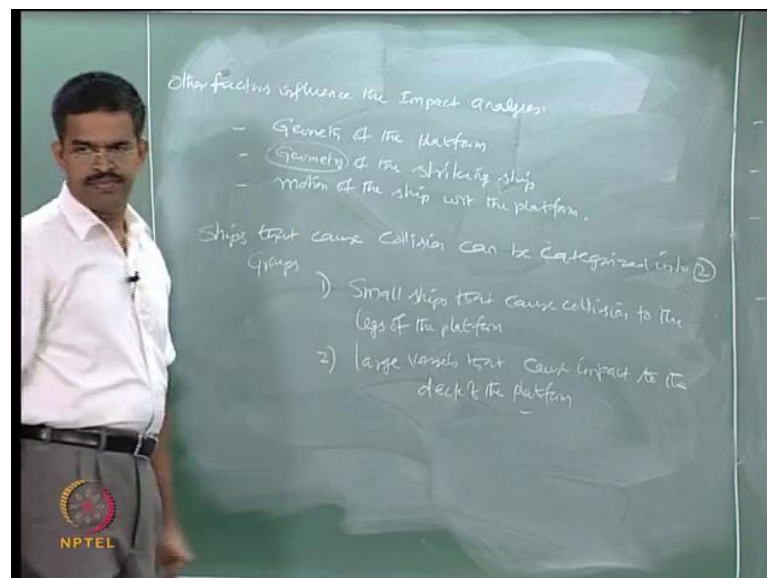 Other factors influence the Impact analyses.
- Geometry of the platform
- Geometry of the striking ship
- motion of the ship wrt the platform.
Ships that cause collision can be categorized into 2
Groups
1) Small ships that cause collision to the
legs of the platform
2) large vessels that cause impact to the
deck of the platform
NPTEL